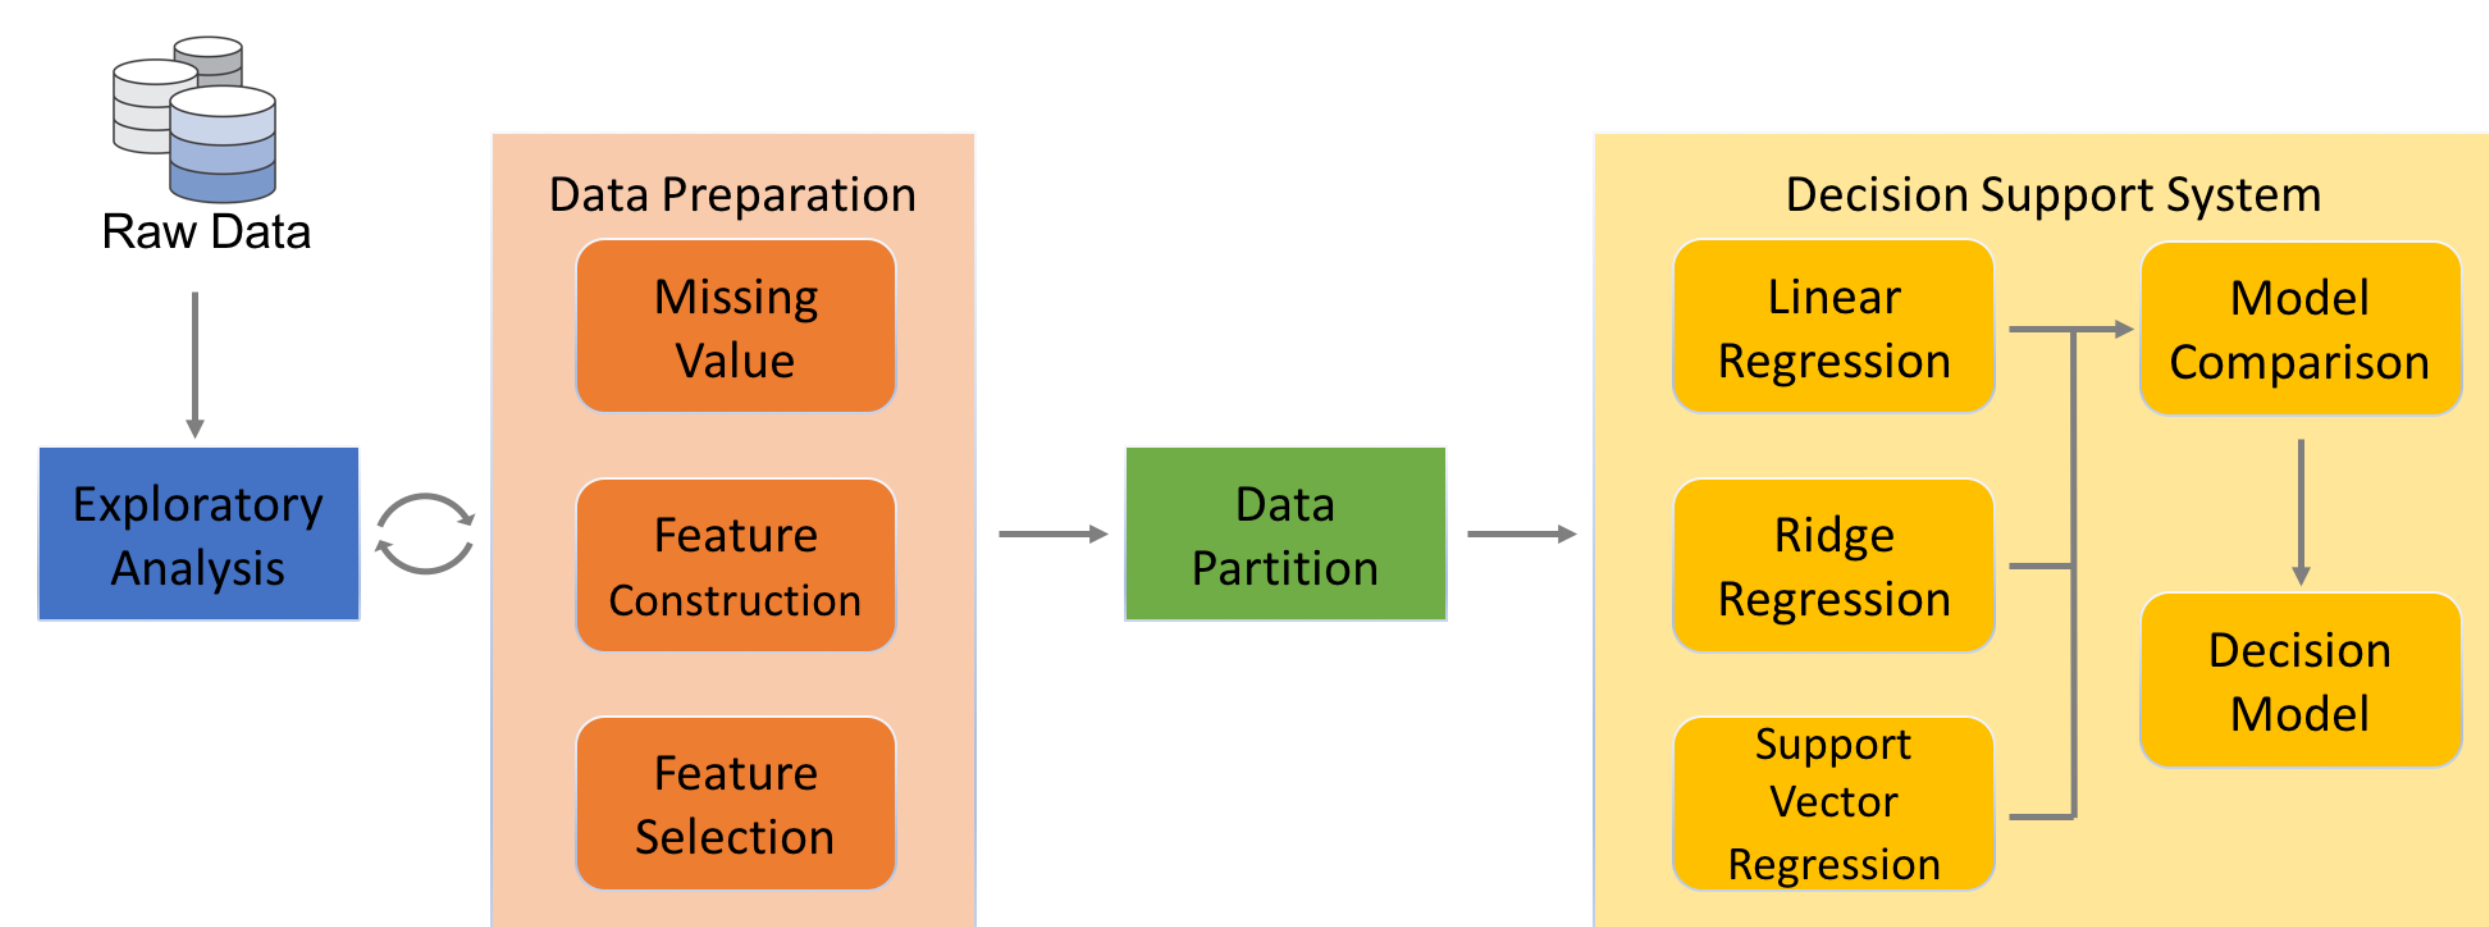 Raw Data
Exploratory
Analysis
Data Preparation
Missing
Value
Feature
Construction
Feature
Selection
Data
Partition
Decision Support System
Linear
Regression
Ridge
Regression
Support
Vector
Regression
Model
Comparison
Decision
Model